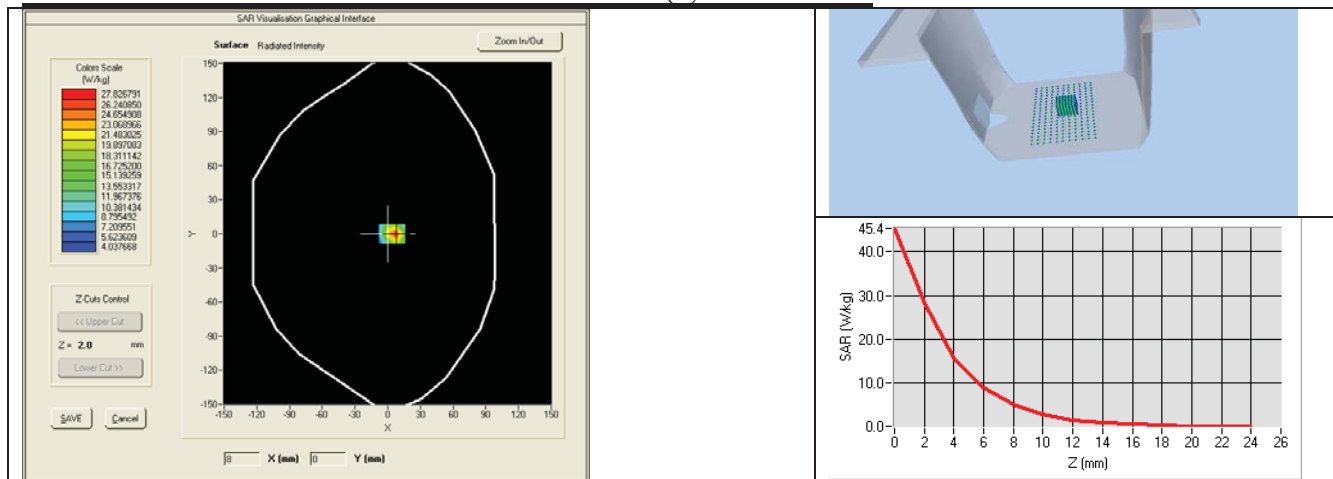 SAR Visualisation Graphical Interface
Surface Radiated Intensity
Zoom In/Out
Colors Scale
(W/kg)
27.826791
26.240850
24.654908
23.068966
21.483025
19.897083
18.311142
16.725200
15.139259
13.553317
11.967376
10.381434
8.795492
7.209551
5.623609
4.037668
150
120
90
60
30
0
-30
-60
-90
-120
-150
Y
-150 -120 -90 -60 -30 0 30 60 90 120 150
X
Z-Cuts Control
<< Upper Cut
Z = 2.0 mm
Lower Cut >>
SAVE Cancel
8 X (mm) 0 Y (mm)
45.4
40.0
30.0
20.0
10.0
0.0
SAR (W/kg)
0 2 4 6 8 10 12 14 16 18 20 22 24 26
Z (mm)